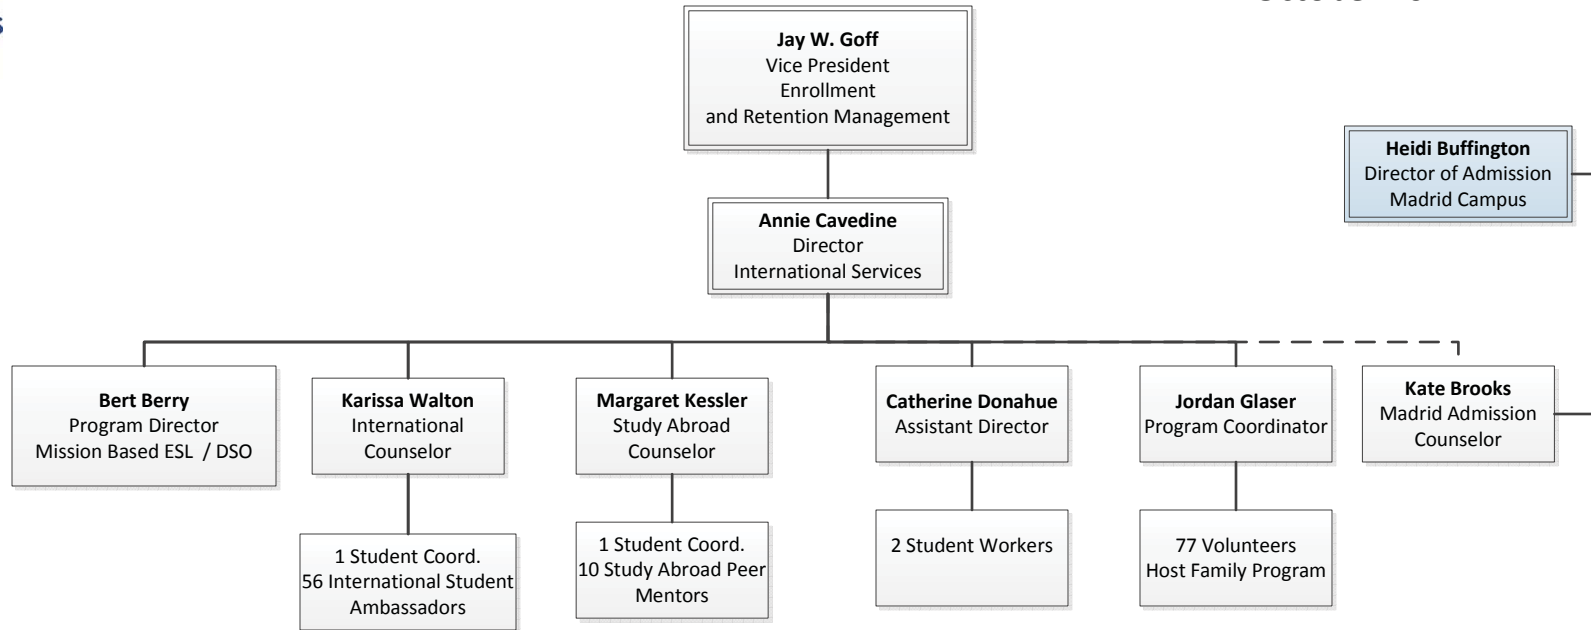 s
Jay W. Goff
Vice President
Enrollment
and Retention Management
Heidi Buffington
Director of Admission
Madrid Campus
Annie Cavedine
Director
International Services
Bert Berry
Program Director
Mission Based ESL / DSO
Karissa Walton
International
Counselor
Margaret Kessler
Study Abroad
Counselor
Catherine Donahue
Assistant Director
Jordan Glaser
Program Coordinator
Kate Brooks
Madrid Admission
Counselor
1 Student Coord.
56 International Student
Ambassadors
1 Student Coord.
10 Study Abroad Peer
Mentors
2 Student Workers
77 Volunteers
Host Family Program